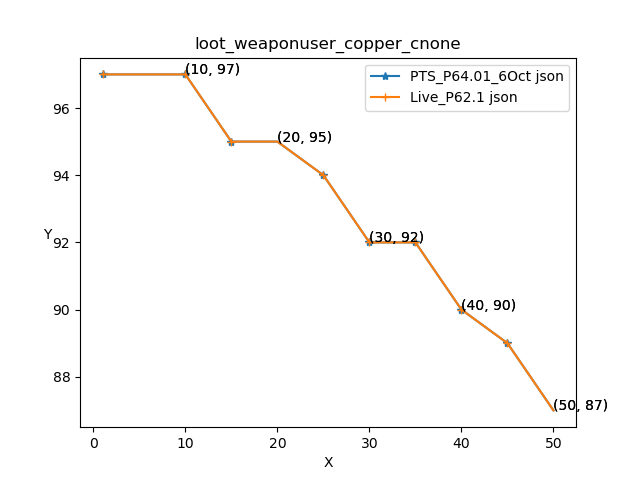 loot_weaponuser_copper_cnone
PTS_P64.01_6Oct json
Live_P62.1 json
(10, 97)
(20, 95)
(30, 92)
(40, 90)
(50, 87)
Y
96
94
92
90
88
0 10 20 30 40 50
X